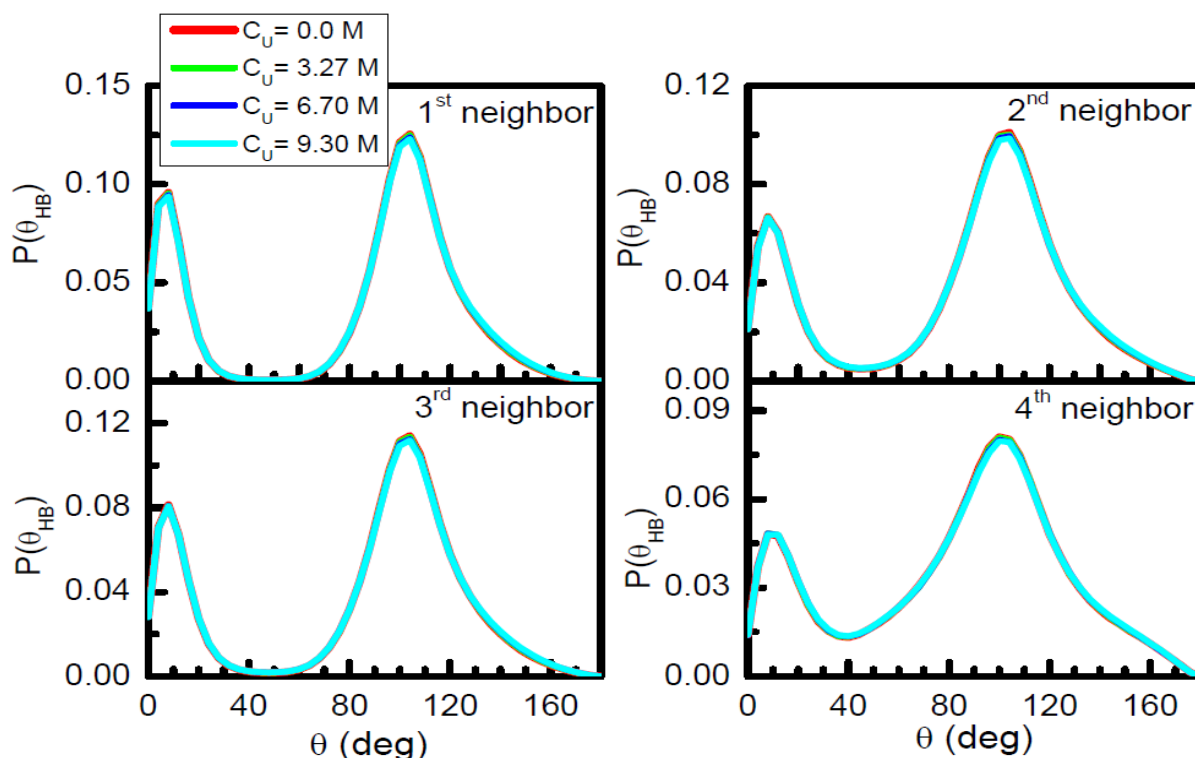 C_U= 0.0 M
C_U= 3.27 M
C_U= 6.70 M
C_U= 9.30 M
1st neighbor
0.15
0.10
0.05
0.00
P(θ_HB)
2nd neighbor
0.12
0.08
0.04
0.00
P(θ_HB)
3rd neighbor
0.12
0.08
0.04
0.00
P(θ_HB)
0 40 80 120 160
θ (deg)
4th neighbor
0.09
0.06
0.03
0.00
P(θ_HB)
0 40 80 120 160
θ (deg)